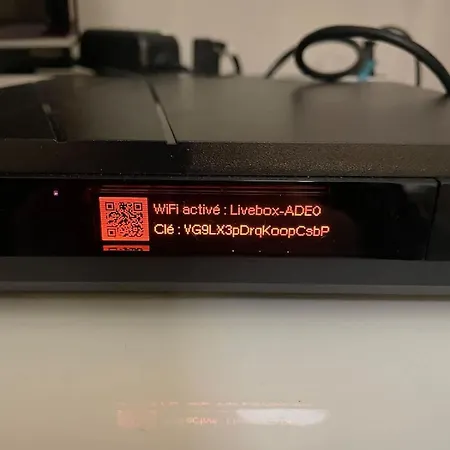 WiFi activé : Livebox-ADE0
Clé : VG9LX3pDrqKoopCsbP